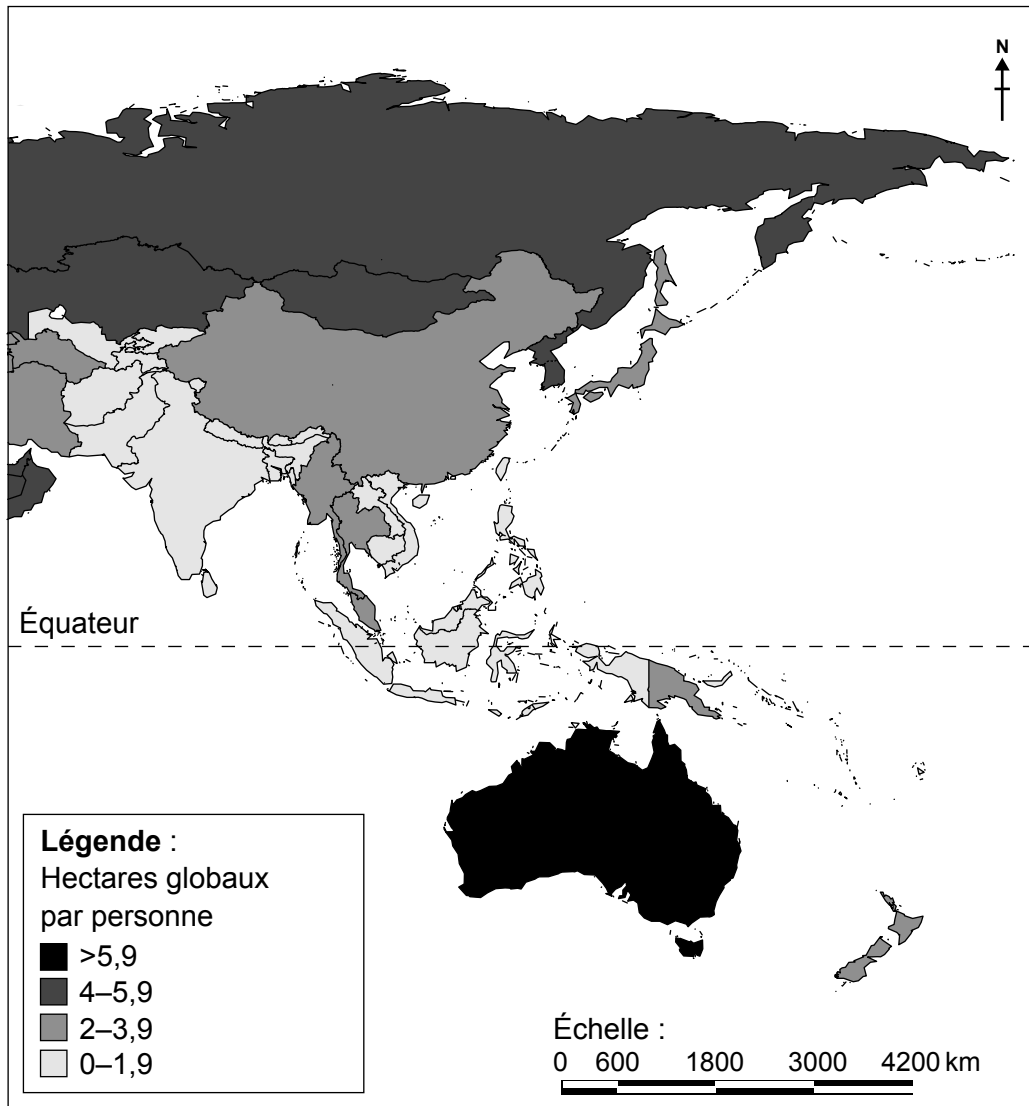 N
Équateur
Légende :
Hectares globaux
par personne
>5,9
4–5,9
2–3,9
0–1,9
Échelle :
0 600 1800 3000 4200 km